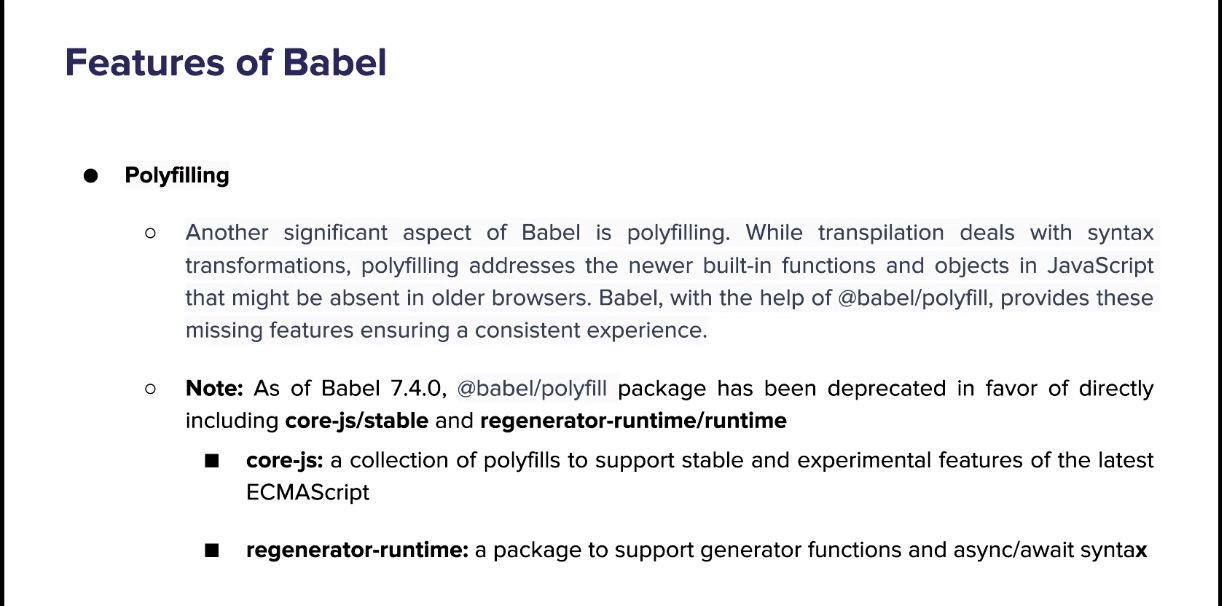 Features of Babel
● Polyfilling
○ Another significant aspect of Babel is polyfilling. While transpilation deals with syntax
transformations, polyfilling addresses the newer built-in functions and objects in JavaScript
that might be absent in older browsers. Babel, with the help of @babel/polyfill, provides these
missing features ensuring a consistent experience.
○ Note: As of Babel 7.4.0, @babel/polyfill package has been deprecated in favor of directly
including core-js/stable and regenerator-runtime/runtime
■ core-js: a collection of polyfills to support stable and experimental features of the latest
ECMAScript
■ regenerator-runtime: a package to support generator functions and async/await syntax